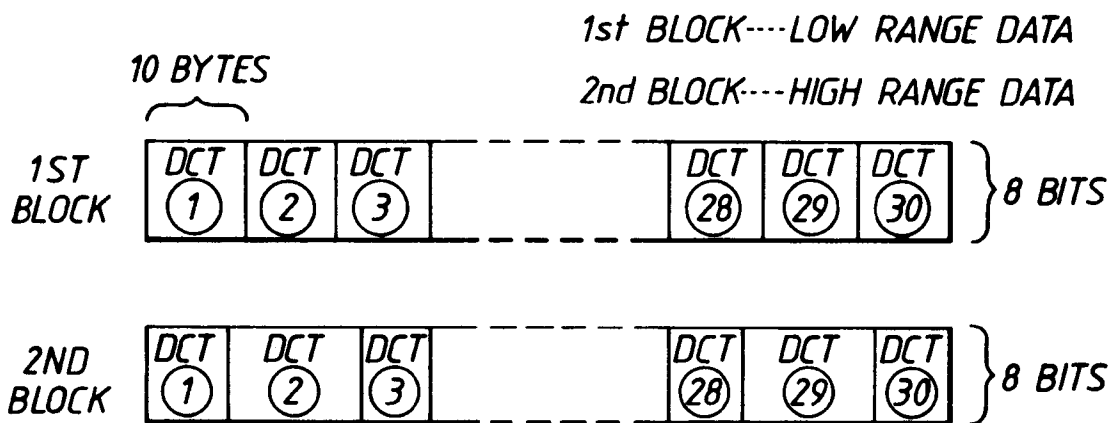 1st BLOCK----LOW RANGE DATA
10 BYTES
2nd BLOCK----HIGH RANGE DATA
1ST BLOCK
DCT 1
DCT 2
DCT 3
DCT 28
DCT 29
DCT 30
8 BITS
2ND BLOCK
DCT 1
DCT 2
DCT 3
DCT 28
DCT 29
DCT 30
8 BITS